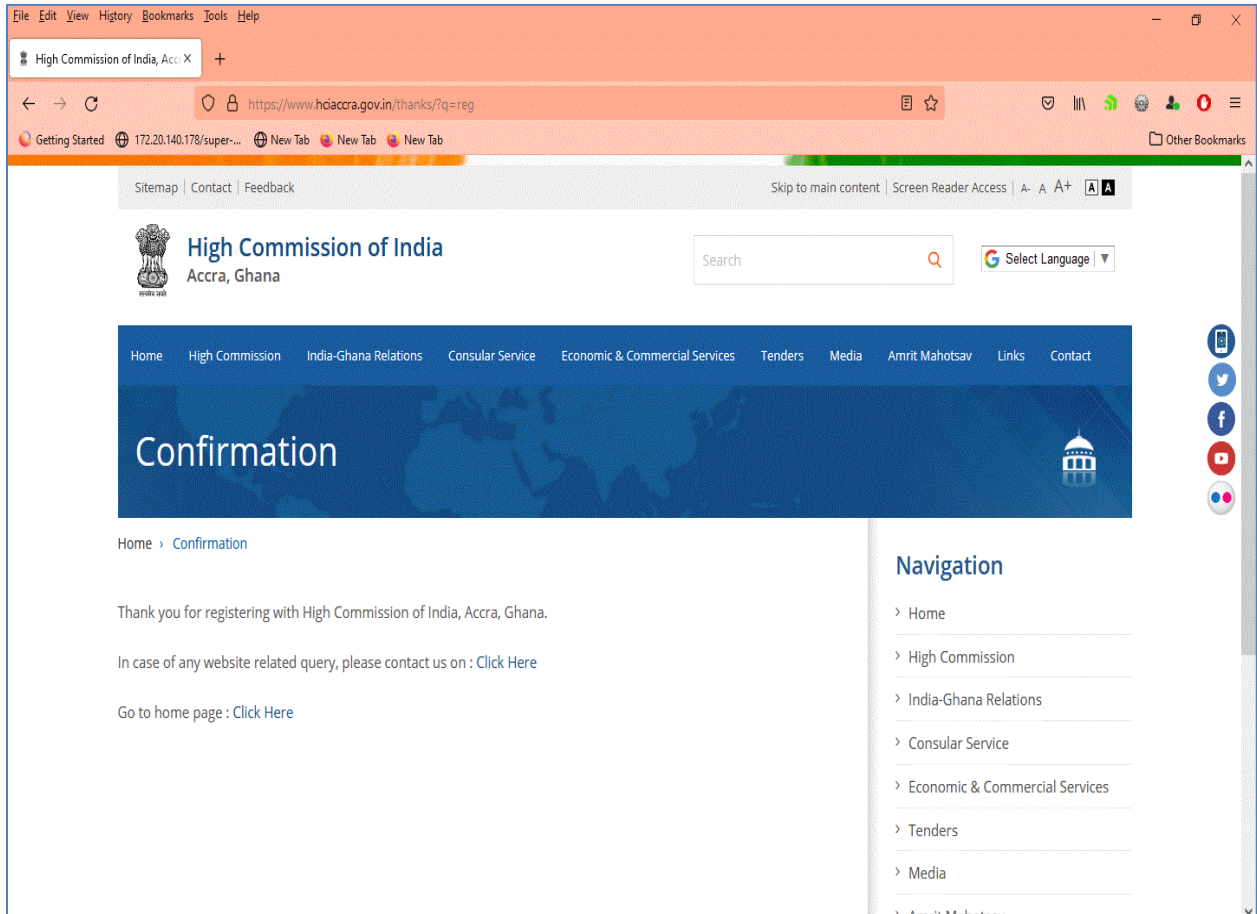 File Edit View History Bookmarks Tools Help
High Commission of India, Acc
https://www.hciaccra.gov.in/thanks/?q=reg
Getting Started 172.20.140.178/super-... New Tab New Tab New Tab Other Bookmarks
Sitemap | Contact | Feedback Skip to main content | Screen Reader Access | A- A A+ A A
High Commission of India
Accra, Ghana
सत्यमेव जयते
Search
Select Language
Home High Commission India-Ghana Relations Consular Service Economic & Commercial Services Tenders Media Amrit Mahotsav Links Contact
Confirmation
Home › Confirmation
Thank you for registering with High Commission of India, Accra, Ghana.
In case of any website related query, please contact us on : Click Here
Go to home page : Click Here
Navigation
Home
High Commission
India-Ghana Relations
Consular Service
Economic & Commercial Services
Tenders
Media
Amrit Mahotsav